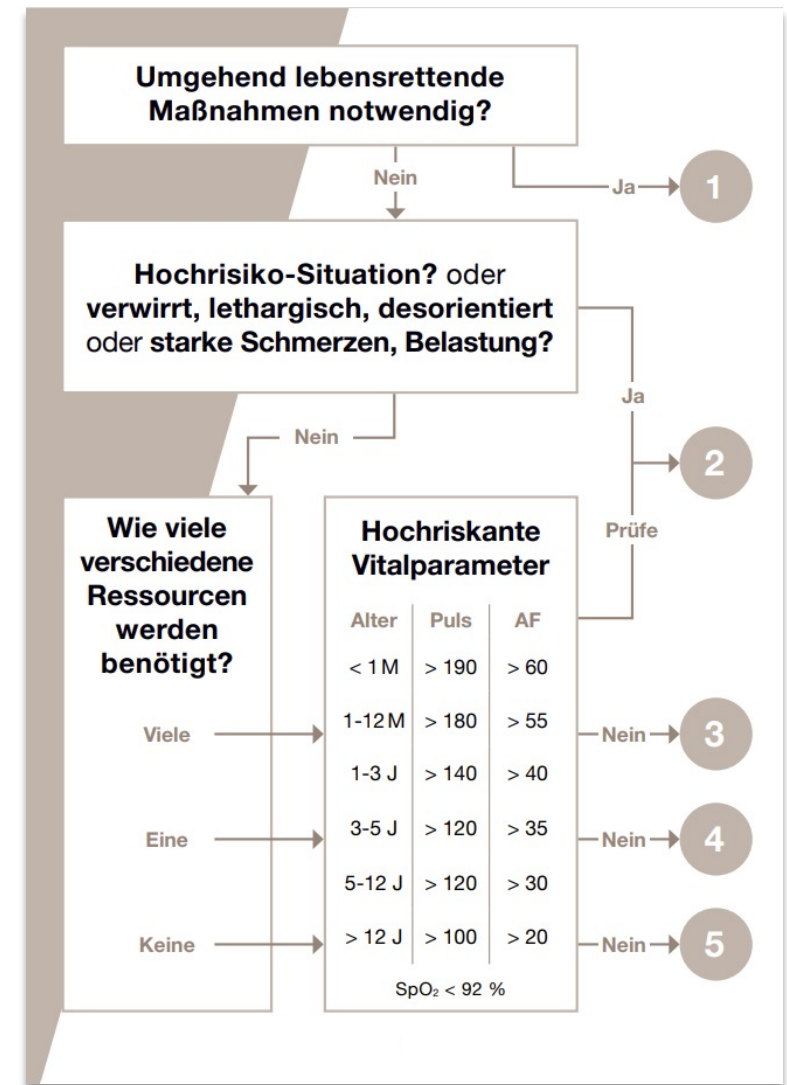 Umgehend lebensrettende
Maßnahmen notwendig?
Nein
Ja
1
Hochrisiko-Situation? oder
verwirrt, lethargisch, desorientiert
oder starke Schmerzen, Belastung?
Ja
Nein
2
Prüfe
Wie viele
verschiedene
Ressourcen
werden
benötigt?
Hochriskante
Vitalparameter
Alter Puls AF
< 1 M > 190 > 60
Viele
1-12 M > 180 > 55
Nein
3
1-3 J > 140 > 40
Eine
3-5 J > 120 > 35
Nein
4
5-12 J > 120 > 30
Keine
> 12 J > 100 > 20
Nein
5
SpO₂ < 92 %